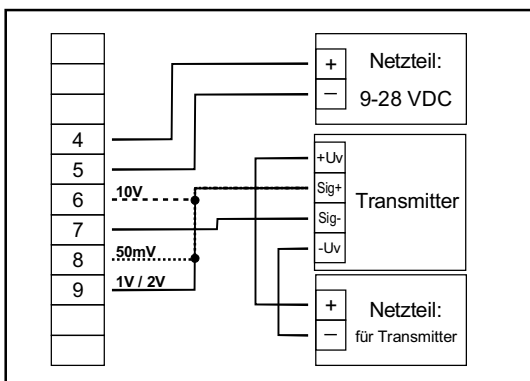 4
5
6
7
8
9
10V
50mV
1V / 2V
+
−
Netzteil:
9-28 VDC
+Uv
Sig+
Sig-
-Uv
Transmitter
+
−
Netzteil:
für Transmitter